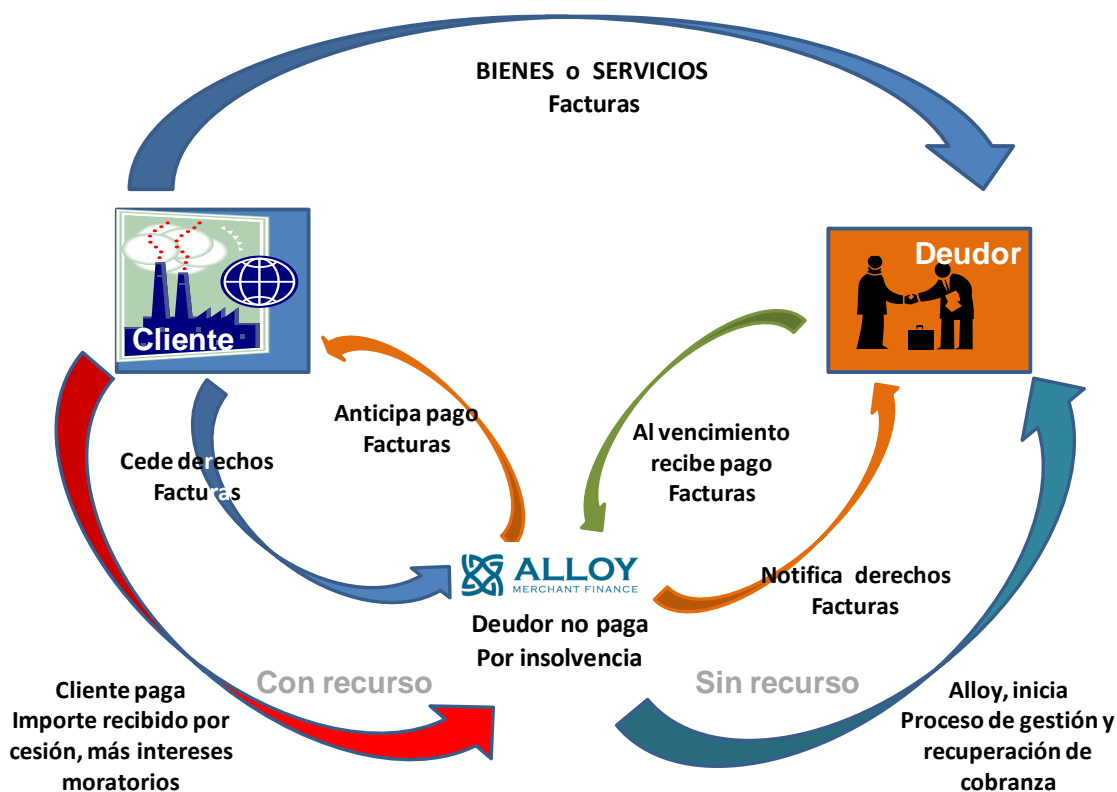 BIENES o SERVICIOS
Facturas
Cliente
Deudor
Anticipa pago
Facturas
Cede derechos
Facturas
Al vencimiento
recibe pago
Facturas
Notifica derechos
Facturas
ALLOY
MERCHANT FINANCE
Deudor no paga
Por insolvencia
Con recurso
Sin recurso
Cliente paga
Importe recibido por
cesión, más intereses
moratorios
Alloy, inicia
Proceso de gestión y
recuperación de
cobranza